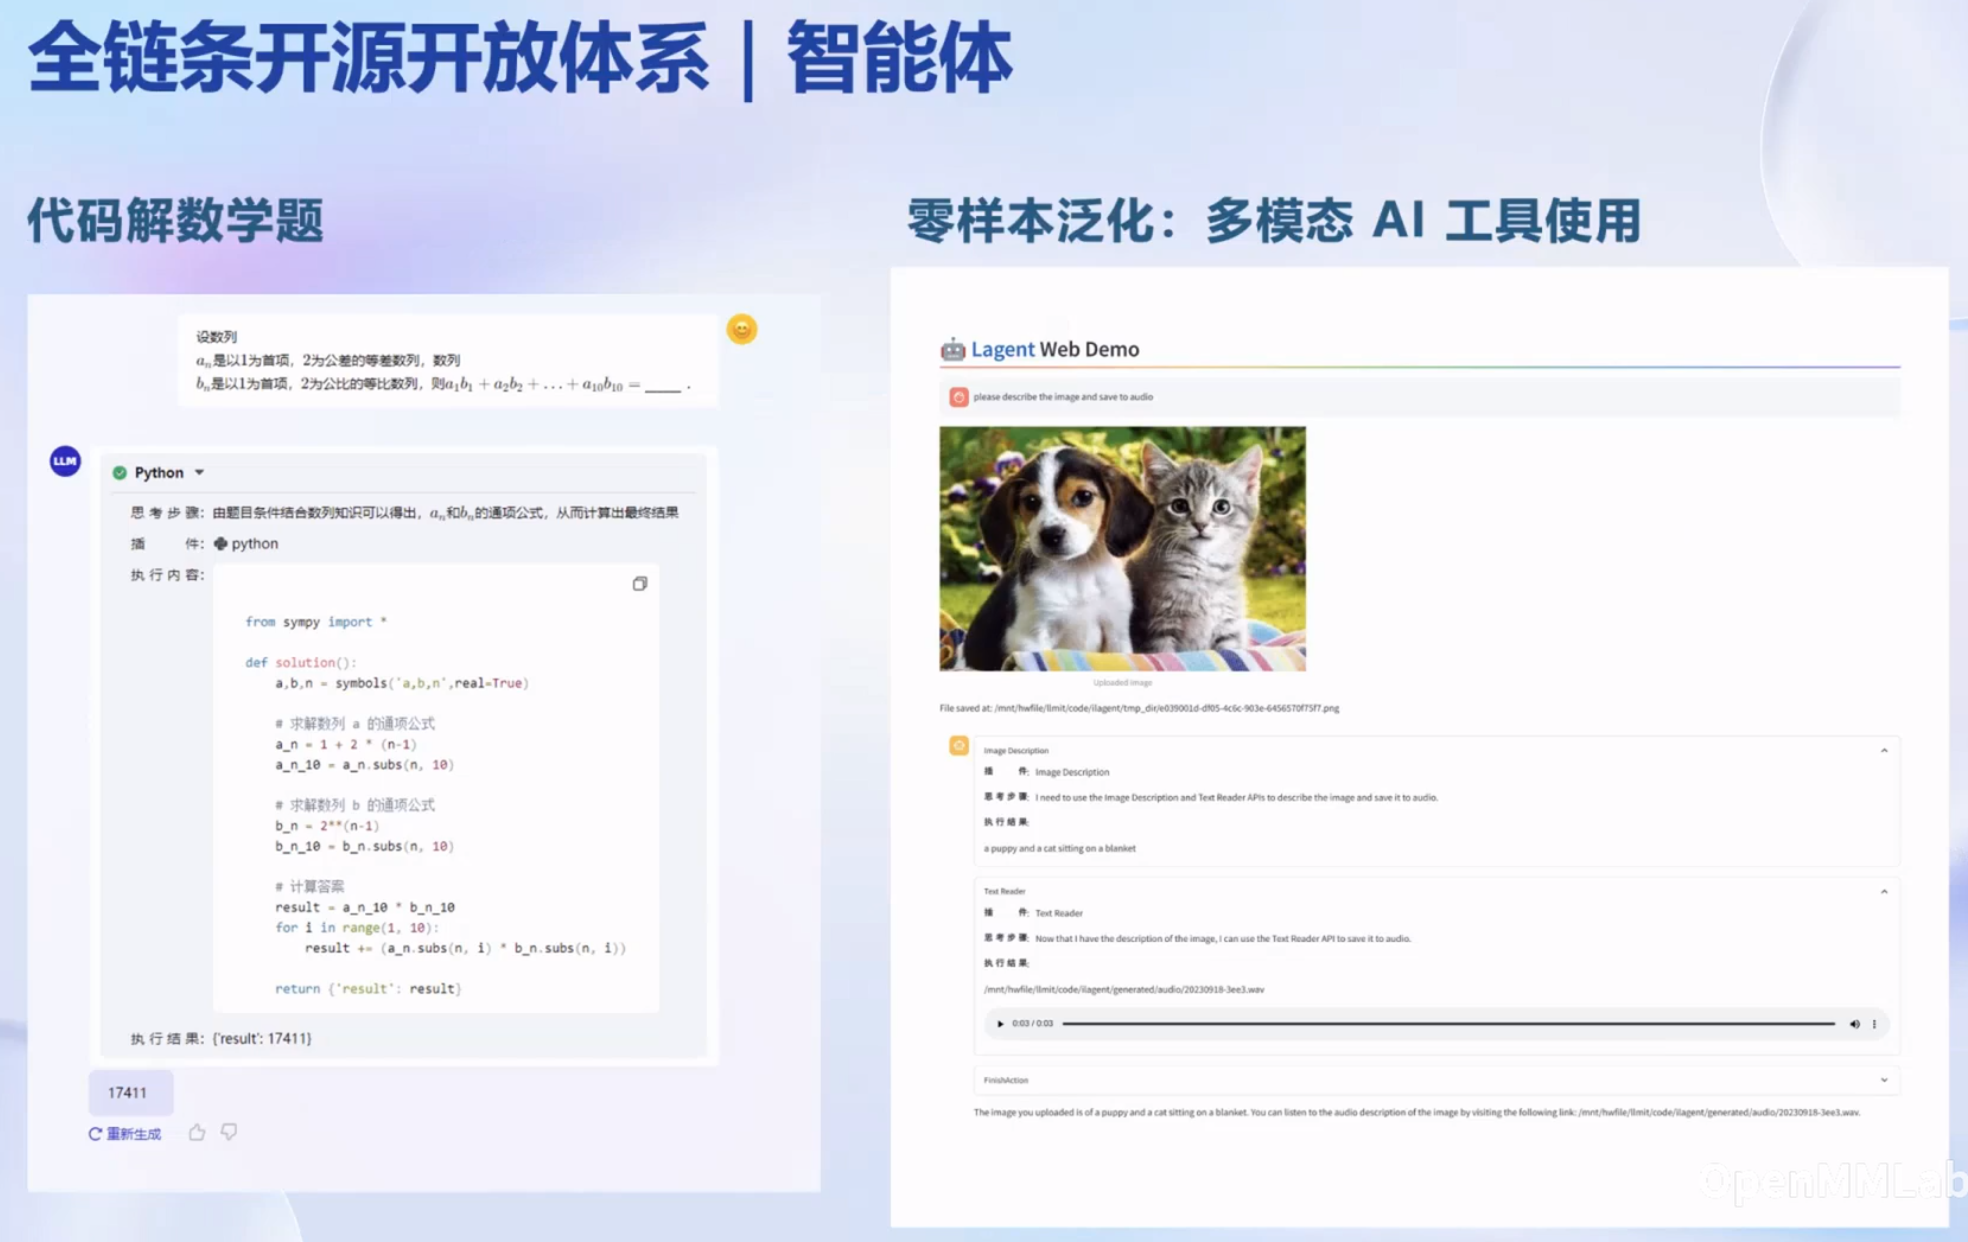 全链条开源开放体系 | 智能体
代码解数学题
设数列
aₙ是以1为首项，2为公差的等差数列，数列
bₙ是以1为首项，2为公比的等比数列，则a₁b₁ + a₂b₂ + ... + a₁₀b₁₀ = ____ .
LLM
Python
思考步骤: 由题目条件结合数列知识可以得出，aₙ和bₙ的通项公式，从而计算出最终结果
插 件: python
执行内容:
from sympy import *
def solution():
a,b,n = symbols('a,b,n',real=True)
# 求解数列 a 的通项公式
a_n = 1 + 2 * (n-1)
a_n_10 = a_n.subs(n, 10)
# 求解数列 b 的通项公式
b_n = 2**(n-1)
b_n_10 = b_n.subs(n, 10)
# 计算答案
result = a_n_10 * b_n_10
for i in range(1, 10):
result += (a_n.subs(n, i) * b_n.subs(n, i))
return {'result': result}
执行结果: {'result': 17411}
17411
重新生成
零样本泛化：多模态 AI 工具使用
Lagent Web Demo
please describe the image and save to audio
Uploaded Image
File saved at: /mnt/hwfile/llmit/code/ilagent/tmp_dir/e039001d-df05-4c6c-903e-6456570f75f7.png
Image Description
插 件: Image Description
思考步骤: I need to use the Image Description and Text Reader APIs to describe the image and save it to audio.
执行结果:
a puppy and a cat sitting on a blanket
Text Reader
插 件: Text Reader
思考步骤: Now that I have the description of the image, I can use the Text Reader API to save it to audio.
执行结果:
/mnt/hwfile/llmit/code/ilagent/generated/audio/20230918-3ee3.wav
0:03 / 0:03
FinishAction
The image you uploaded is of a puppy and a cat sitting on a blanket. You can listen to the audio description of the image by visiting the following link: /mnt/hwfile/llmit/code/ilagent/generated/audio/20230918-3ee3.wav.
OpenMMLab